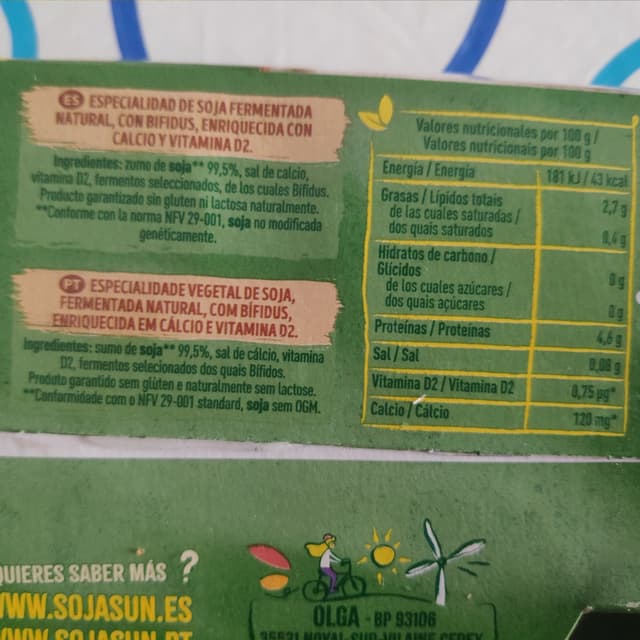 ES ESPECIALIDAD DE SOJA FERMENTADA
NATURAL, CON BIFIDUS, ENRIQUECIDA CON
CALCIO Y VITAMINA D2.
Ingredientes: zumo de soja** 99,5%, sal de calcio,
vitamina D2, fermentos seleccionados, de los cuales Bífidus.
Producto garantizado sin gluten ni lactosa naturalmente.
**Conforme con la norma NFV 29-001, soja no modificada
genéticamente.
PT ESPECIALIDADE VEGETAL DE SOJA,
FERMENTADA NATURAL, COM BÍFIDUS,
ENRIQUECIDA EM CÁLCIO E VITAMINA D2.
Ingredientes: sumo de soja** 99,5%, sal de cálcio, vitamina
D2, fermentos selecionados dos quais Bífidos.
Produto garantido sem glúten e naturalmente sem lactose.
**Conformidade com o NFV 29-001 standard, soja sem OGM.
Valores nutricionales por 100 g /
Valores nutricionais por 100 g
Energía / Energia 181 kJ / 43 kcal
Grasas / Lípidos totais 2,7 g
de las cuales saturadas /
dos quais saturados 0,4 g
Hidratos de carbono /
Glícidos 0 g
de los cuales azúcares /
dos quais açúcares 0 g
Proteínas / Proteínas 4,6 g
Sal / Sal 0,08 g
Vitamina D2 / Vitamina D2 0,75 µg*
Calcio / Cálcio 120 mg*
QUIERES SABER MÁS ?
WWW.SOJASUN.ES
WWW.SOJASUN.PT
OLGA - BP 93106
35531 NOYAL-SUR-VILAINE CEDEX